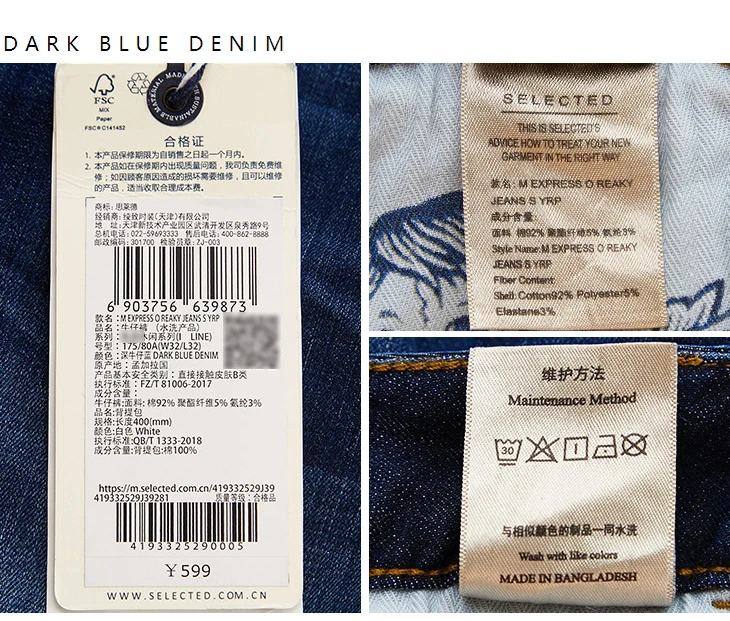 DARK BLUE DENIM
MADE IN SUSTAINABLE MATERIAL
FSC
MIX
Paper
FSC® C141452
合格证
1. 本产品保修期限为自销售之日起一个月内。
2. 本产品如在保修期内出现质量问题，我司负责免费维
修；如因顾客原因造成的损坏需要维修，且可以维修
的产品，适当收取合理成本费。
商标: 思莱德
经销商: 绫致时装(天津)有限公司
地 址: 天津新技术产业园区武清开发区泉秀路9号
总机电话: 022-59693333 售后电话:400-862-8888
邮政编码: 301700 检验员章: ZJ-003
6 903756 639873
款名: M EXPRESS O REAKY JEANS S YRP
品名: 牛仔裤 (水洗产品)
系列: 休闲系列(I LINE)
号型: 175/80A(W32/L32)
颜色: 深牛仔蓝 DARK BLUE DENIM
原产地: 孟加拉国
产品基本安全类别: 直接接触皮肤B类
执行标准: FZ/T 81006-2017
成分含量:
牛仔裤:面料: 棉92% 聚酯纤维5% 氨纶3%
品名:背提包
规格:长度400(mm)
颜色:白色 White
执行标准:QB/T 1333-2018
成分含量:背提包:棉100%
https://m.selected.com.cn/419332529J39
419332529J39281 质量等级: 合格品
4193325290005
￥599
WWW.SELECTED.COM.CN
SELECTED
THIS IS SELECTED'S
ADVICE HOW TO TREAT YOUR NEW
GARMENT IN THE RIGHT WAY.
款名: M EXPRESS O REAKY
JEANS S YRP
成分含量:
面料: 棉92% 聚酯纤维5% 氨纶3%
Style Name: M EXPRESS O REAKY
JEANS S YRP
Fiber Content
Shell: Cotton92% Polyester5%
Elastane3%
维护方法
Maintenance Method
30
与相似颜色的制品一同水洗
Wash with like colors
MADE IN BANGLADESH